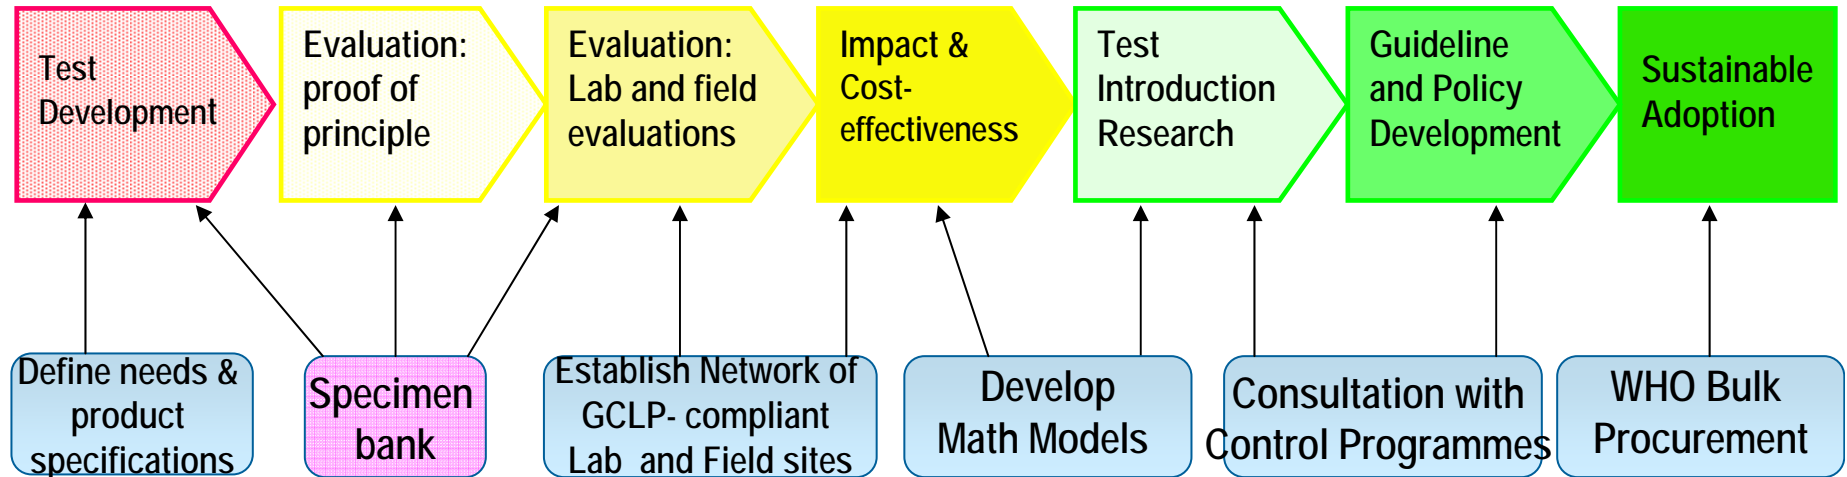 Test
Development
Evaluation:
proof of
principle
Evaluation:
Lab and field
evaluations
Impact &
Cost-
effectiveness
Test
Introduction
Research
Guideline
and Policy
Development
Sustainable
Adoption
Define needs &
product
specifications
Specimen
bank
Establish Network of
GCLP- compliant
Lab and Field sites
Develop
Math Models
Consultation with
Control Programmes
WHO Bulk
Procurement